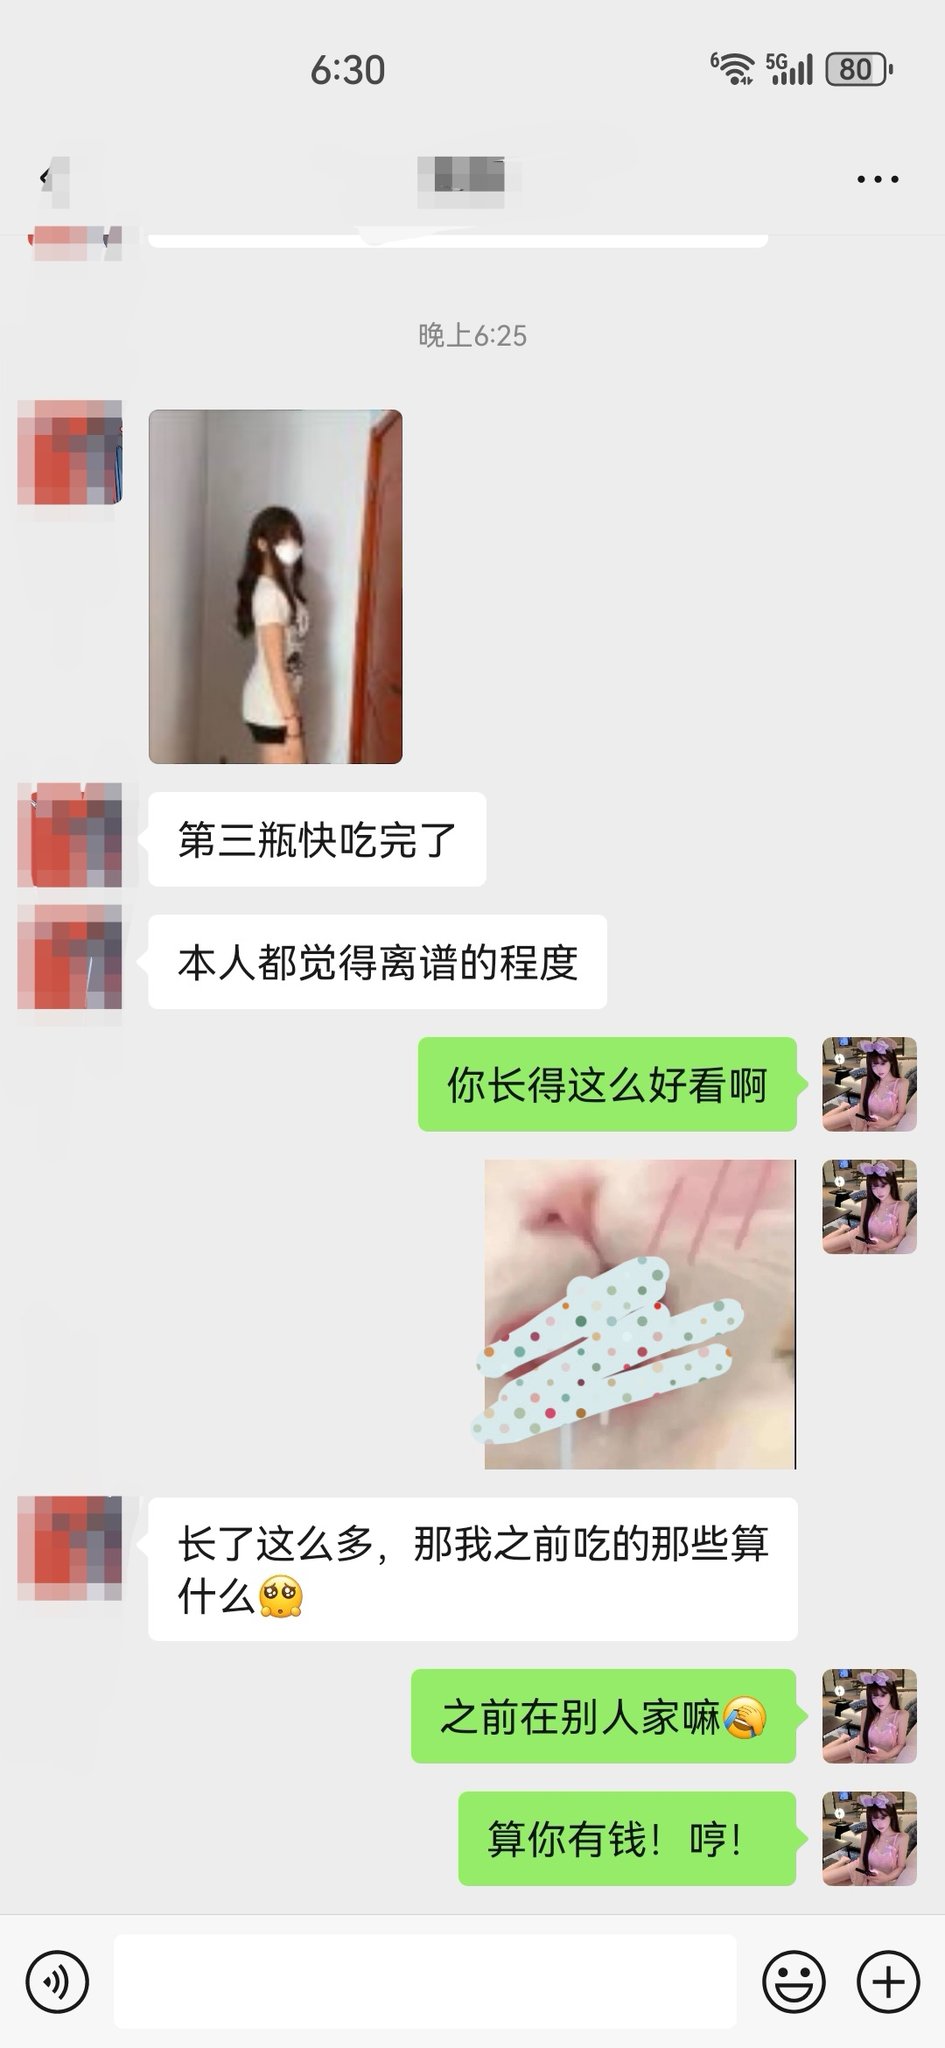 6:30
6
5G
80
晚上6:25
第三瓶快吃完了
本人都觉得离谱的程度
你长得这么好看啊
长了这么多，那我之前吃的那些算
什么🥺
之前在别人家嘛🤣
算你有钱！哼！